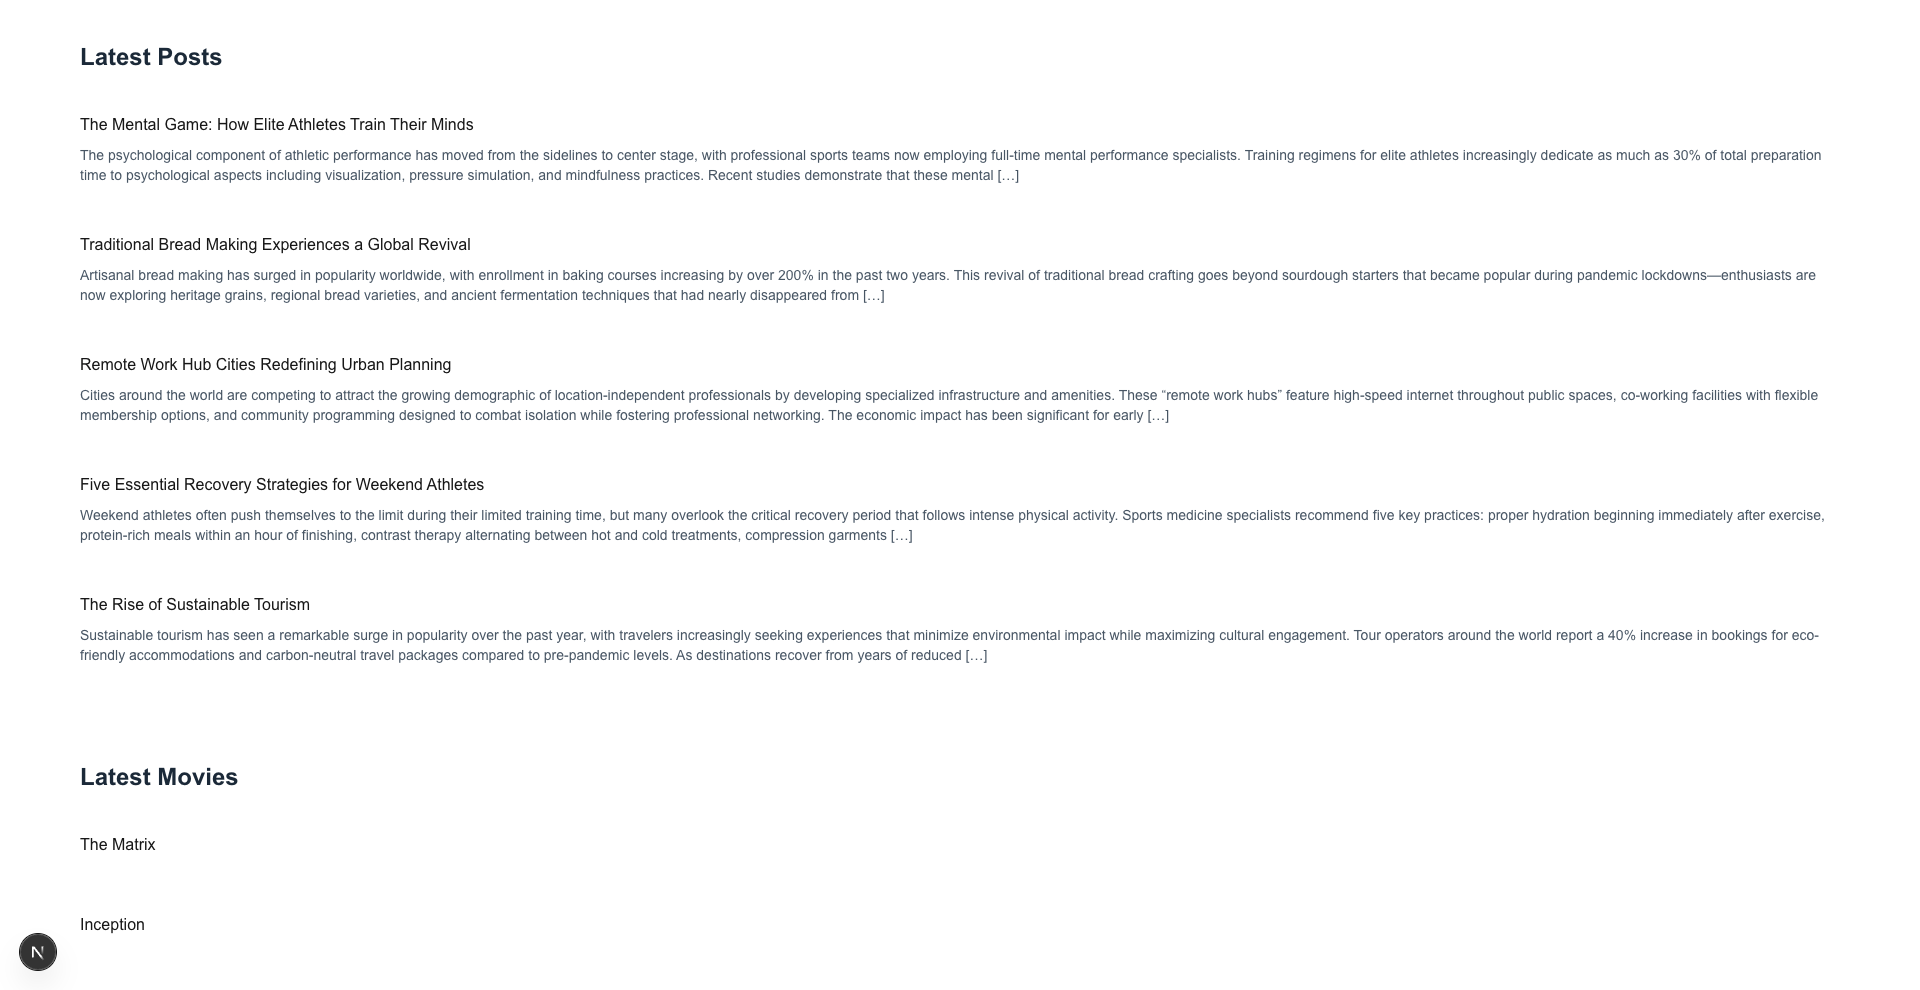 Latest Posts
The Mental Game: How Elite Athletes Train Their Minds
The psychological component of athletic performance has moved from the sidelines to center stage, with professional sports teams now employing full-time mental performance specialists. Training regimens for elite athletes increasingly dedicate as much as 30% of total preparation
time to psychological aspects including visualization, pressure simulation, and mindfulness practices. Recent studies demonstrate that these mental […]
Traditional Bread Making Experiences a Global Revival
Artisanal bread making has surged in popularity worldwide, with enrollment in baking courses increasing by over 200% in the past two years. This revival of traditional bread crafting goes beyond sourdough starters that became popular during pandemic lockdowns—enthusiasts are
now exploring heritage grains, regional bread varieties, and ancient fermentation techniques that had nearly disappeared from […]
Remote Work Hub Cities Redefining Urban Planning
Cities around the world are competing to attract the growing demographic of location-independent professionals by developing specialized infrastructure and amenities. These “remote work hubs” feature high-speed internet throughout public spaces, co-working facilities with flexible
membership options, and community programming designed to combat isolation while fostering professional networking. The economic impact has been significant for early […]
Five Essential Recovery Strategies for Weekend Athletes
Weekend athletes often push themselves to the limit during their limited training time, but many overlook the critical recovery period that follows intense physical activity. Sports medicine specialists recommend five key practices: proper hydration beginning immediately after exercise,
protein-rich meals within an hour of finishing, contrast therapy alternating between hot and cold treatments, compression garments […]
The Rise of Sustainable Tourism
Sustainable tourism has seen a remarkable surge in popularity over the past year, with travelers increasingly seeking experiences that minimize environmental impact while maximizing cultural engagement. Tour operators around the world report a 40% increase in bookings for eco-
friendly accommodations and carbon-neutral travel packages compared to pre-pandemic levels. As destinations recover from years of reduced […]
Latest Movies
The Matrix
Inception
N